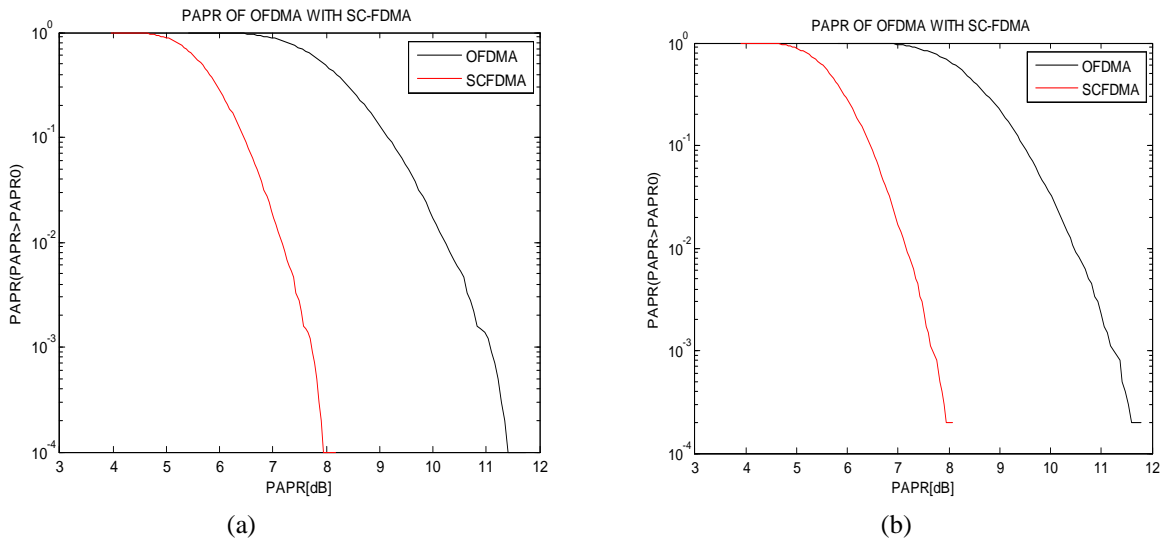 PAPR OF OFDMA WITH SC-FDMA
OFDMA
SCFDMA
PAPR(PAPR>PAPR0)
10^0
10^-1
10^-2
10^-3
10^-4
3 4 5 6 7 8 9 10 11 12
PAPR[dB]
(a)
PAPR OF OFDMA WITH SC-FDMA
OFDMA
SCFDMA
PAPR(PAPR>PAPR0)
10^0
10^-1
10^-2
10^-3
10^-4
3 4 5 6 7 8 9 10 11 12
PAPR[dB]
(b)